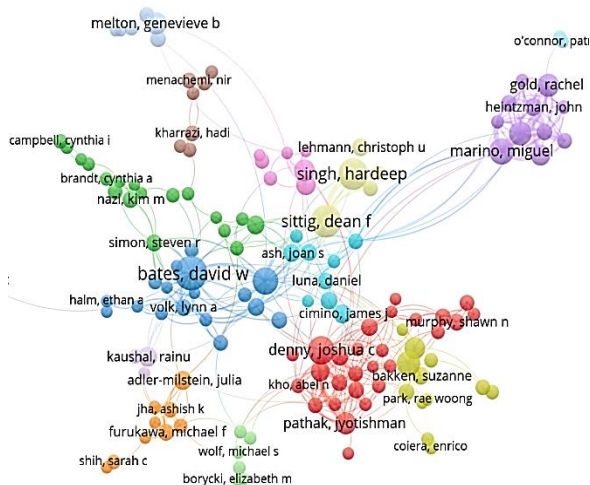 melton, genevieve b
o'connor, patr
menachemi, nir
gold, rachel
heintzman, john
kharrazi, hadi
campbell, cynthia i
lehmann, christoph u
marino, miguel
brandt, cynthia a
singh, hardeep
nazi, kim m
sittig, dean f
simon, steven r
ash, joan s
bates, david w
luna, daniel
halm, ethan a
volk, lynn a
cimino, james j
murphy, shawn n
kaushal, rainu
denny, joshua c
adler-milstein, julia
kho, abel n
bakken, suzanne
park, rae woong
jha, ashish k
furukawa, michael f
pathak, jyotishman
coiera, enrico
wolf, michael s
shih, sarah c
borycki, elizabeth m